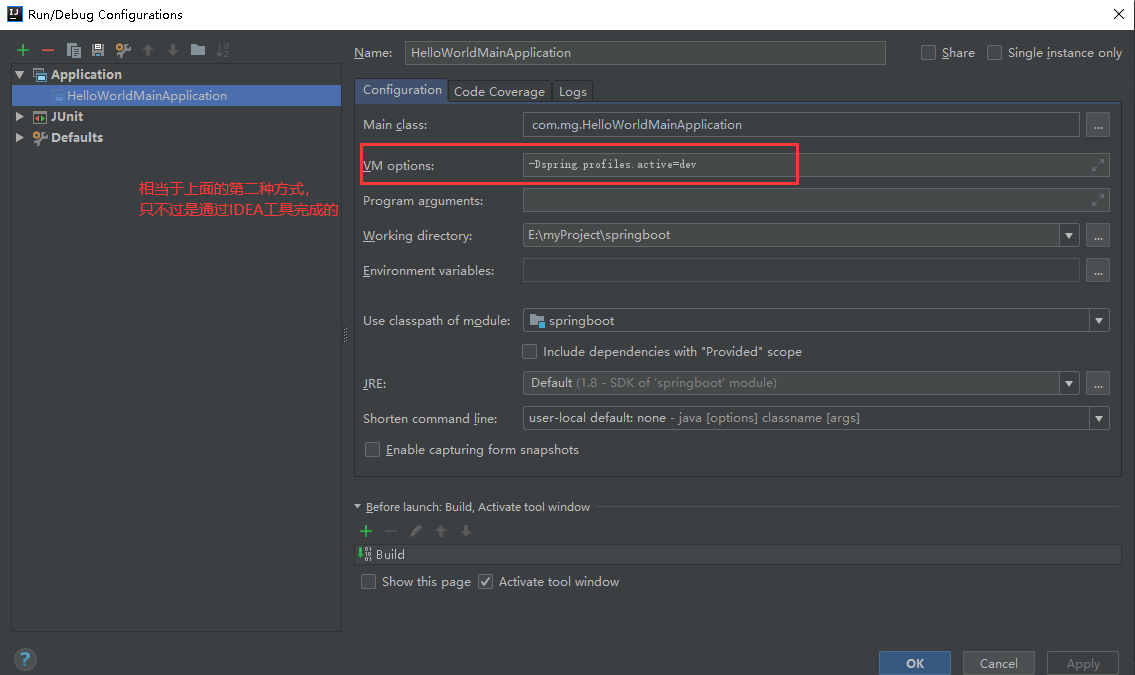 Run/Debug Configurations
Name: HelloWorldMainApplication Share Single instance only
Application
HelloWorldMainApplication
JUnit
Defaults
相当于上面的第二种方式，
只不过是通过IDEA工具完成的
Configuration Code Coverage Logs
Main class: com.mg.HelloWorldMainApplication ...
VM options: -Dspring.profiles.active=dev
Program arguments:
Working directory: E:\myProject\springboot ...
Environment variables: ...
Use classpath of module: springboot
Include dependencies with "Provided" scope
JRE: Default (1.8 - SDK of 'springboot' module) ...
Shorten command line: user-local default: none - java [options] classname [args]
Enable capturing form snapshots
Before launch: Build, Activate tool window
Build
Show this page Activate tool window
? OK Cancel Apply